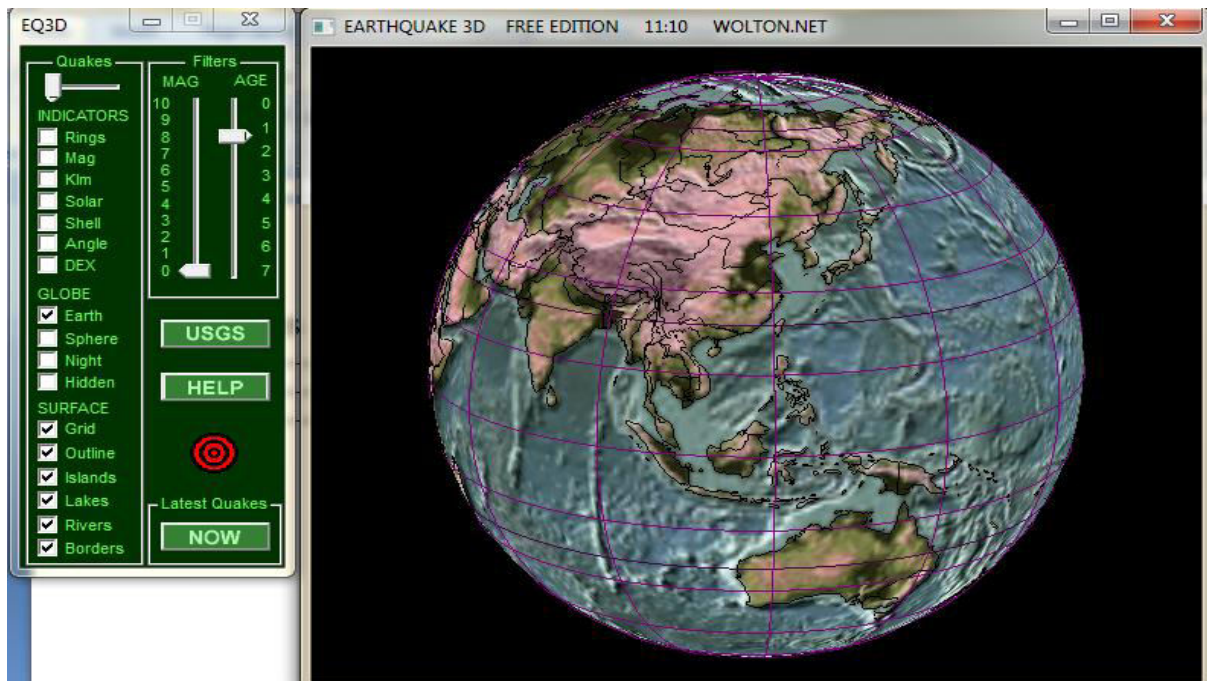 EQ3D
Quakes
INDICATORS
Rings
Mag
Klm
Solar
Shell
Angle
DEX
GLOBE
Earth
Sphere
Night
Hidden
SURFACE
Grid
Outline
Islands
Lakes
Rivers
Borders
Filters
MAG AGE
10 0
9
8 1
7 2
6 3
5
4 4
3 5
2
1 6
0 7
USGS
HELP
Latest Quakes
NOW
EARTHQUAKE 3D FREE EDITION 11:10 WOLTON.NET